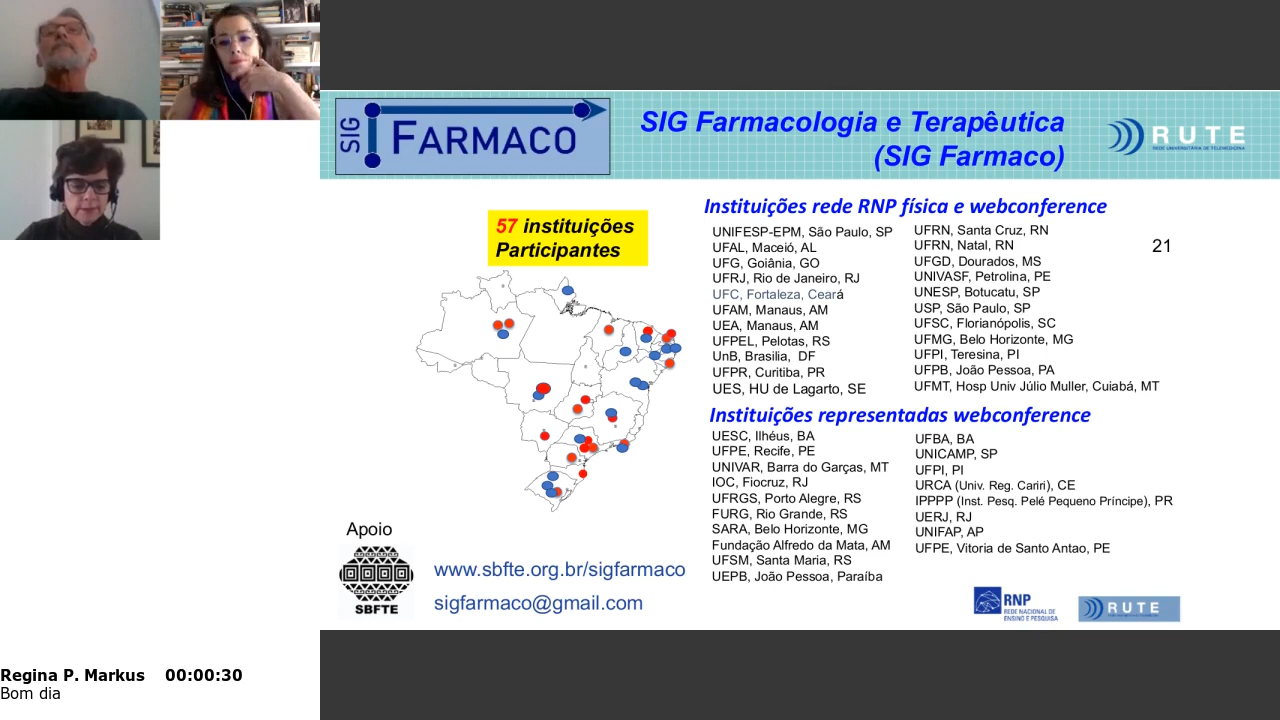 SIG
FARMACO
SIG Farmacologia e Terapêutica
(SIG Farmaco)
RUTE
REDE UNIVERSITÁRIA DE TELEMEDICINA
57 instituições
Participantes
Instituições rede RNP física e webconference
UNIFESP-EPM, São Paulo, SP
UFAL, Maceió, AL
UFG, Goiânia, GO
UFRJ, Rio de Janeiro, RJ
UFC, Fortaleza, Ceará
UFAM, Manaus, AM
UEA, Manaus, AM
UFPEL, Pelotas, RS
UnB, Brasilia, DF
UFPR, Curitiba, PR
UES, HU de Lagarto, SE
UFRN, Santa Cruz, RN
UFRN, Natal, RN
UFGD, Dourados, MS
UNIVASF, Petrolina, PE
UNESP, Botucatu, SP
USP, São Paulo, SP
UFSC, Florianópolis, SC
UFMG, Belo Horizonte, MG
UFPI, Teresina, PI
UFPB, João Pessoa, PA
UFMT, Hosp Univ Júlio Muller, Cuiabá, MT
21
Instituições representadas webconference
UESC, Ilhéus, BA
UFPE, Recife, PE
UNIVAR, Barra do Garças, MT
IOC, Fiocruz, RJ
UFRGS, Porto Alegre, RS
FURG, Rio Grande, RS
SARA, Belo Horizonte, MG
Fundação Alfredo da Mata, AM
UFSM, Santa Maria, RS
UEPB, João Pessoa, Paraíba
UFBA, BA
UNICAMP, SP
UFPI, PI
URCA (Univ. Reg. Cariri), CE
IPPPP (Inst. Pesq. Pelé Pequeno Príncipe), PR
UERJ, RJ
UNIFAP, AP
UFPE, Vitoria de Santo Antao, PE
Apoio
SBFTE
www.sbfte.org.br/sigfarmaco
sigfarmaco@gmail.com
RNP
REDE NACIONAL DE
ENSINO E PESQUISA
RUTE
Regina P. Markus 00:00:30
Bom dia